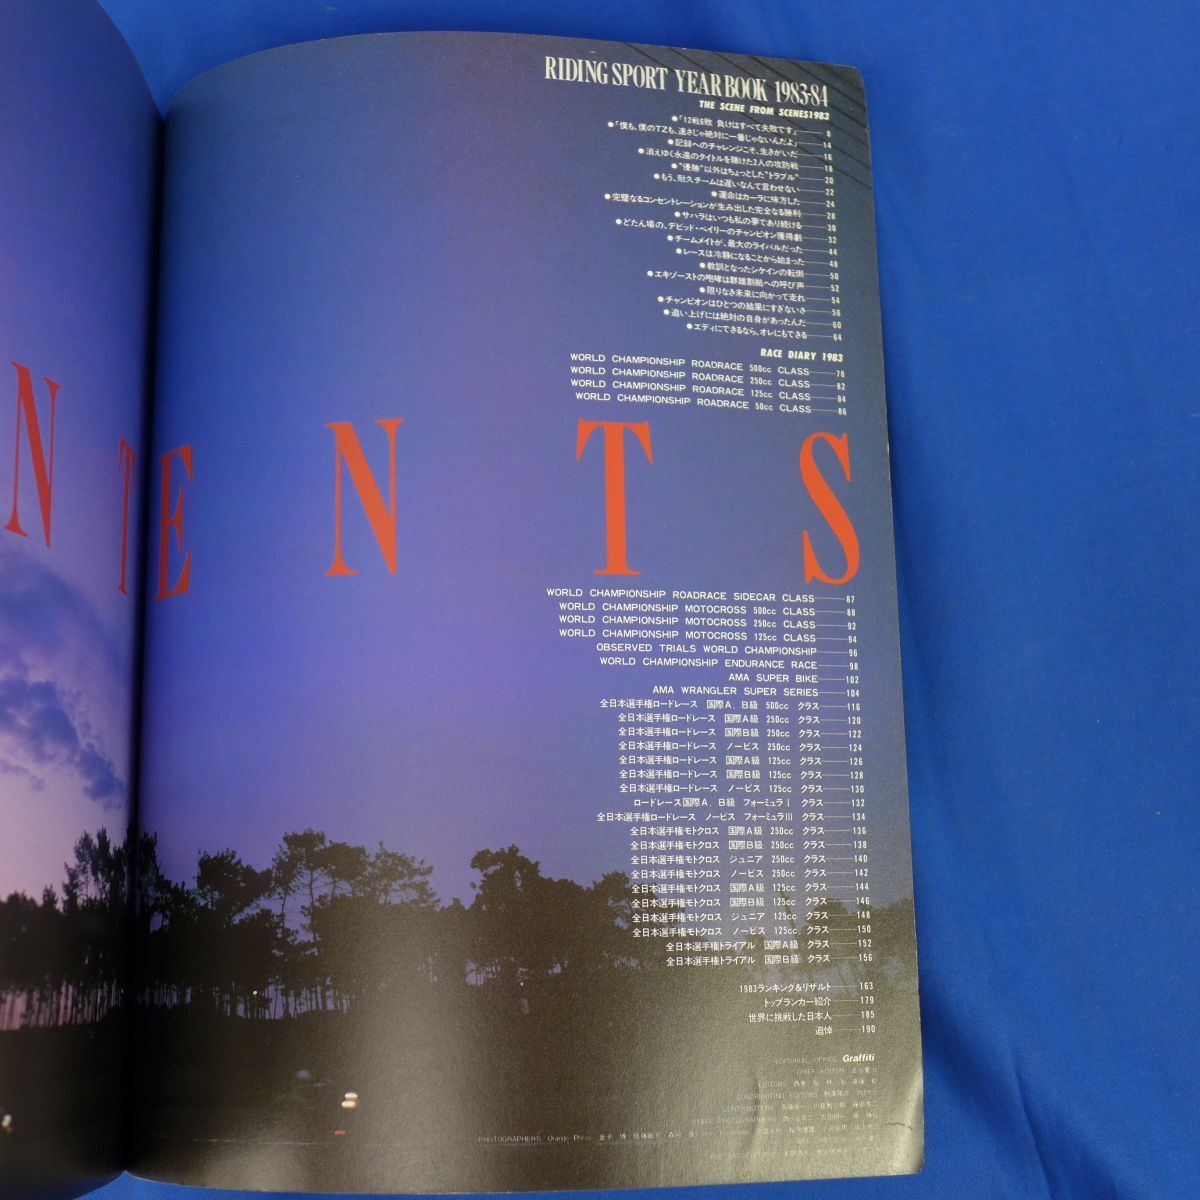 RIDING SPORT YEAR BOOK 1983-84
THE SCENE FROM SCENES1983
●「12戦6敗 負けはすべて失敗です」——8
●「僕も、僕のTZも、速さじゃ絶対に一番じゃないんだよ」——14
●記録へのチャレンジこそ、生きがいだ——16
●消えゆく永遠のタイトルを賭けた2人の攻防戦——18
●"優勝"以外はちょっとした"トラブル"——20
●もう、耐久チームは遅いなんて言わせない——22
●運命はカーラに味方した——24
●完璧なるコンセントレーションが生み出した完全なる勝利——28
●サハラはいつも私の夢であり続ける——30
●どたん場の、デビッド・ベイリーのチャンピオン獲得劇——32
●チームメイトが、最大のライバルだった——44
●レースは冷静になることから始まった——48
●教訓となったシケインの転倒——50
●エキゾーストの咆哮は群雄割拠への呼び声——52
●限りなき未来に向かって走れ——54
●チャンピオンはひとつの結果にすぎないさ——56
●追い上げには絶対の自身があったんだ——60
●エディにできるなら、オレにもできる——64
RACE DIARY 1983
WORLD CHAMPIONSHIP ROADRACE 500cc CLASS——78
WORLD CHAMPIONSHIP ROADRACE 250cc CLASS——82
WORLD CHAMPIONSHIP ROADRACE 125cc CLASS——84
WORLD CHAMPIONSHIP ROADRACE 50cc CLASS——86
N T E N T S
WORLD CHAMPIONSHIP ROADRACE SIDECAR CLASS——87
WORLD CHAMPIONSHIP MOTOCROSS 500cc CLASS——88
WORLD CHAMPIONSHIP MOTOCROSS 250cc CLASS——92
WORLD CHAMPIONSHIP MOTOCROSS 125cc CLASS——94
OBSERVED TRIALS WORLD CHAMPIONSHIP——96
WORLD CHAMPIONSHIP ENDURANCE RACE——98
AMA SUPER BIKE——102
AMA WRANGLER SUPER SERIES——104
全日本選手権ロードレース 国際A、B級 500cc クラス——116
全日本選手権ロードレース 国際A級 250cc クラス——120
全日本選手権ロードレース 国際B級 250cc クラス——122
全日本選手権ロードレース ノービス 250cc クラス——124
全日本選手権ロードレース 国際A級 125cc クラス——126
全日本選手権ロードレース 国際B級 125cc クラス——128
全日本選手権ロードレース ノービス 125cc クラス——130
ロードレース国際A、B級 フォーミュラI クラス——132
全日本選手権ロードレース ノービス フォーミュラIII クラス——134
全日本選手権モトクロス 国際A級 250cc クラス——136
全日本選手権モトクロス 国際B級 250cc クラス——138
全日本選手権モトクロス ジュニア 250cc クラス——140
全日本選手権モトクロス ノービス 250cc クラス——142
全日本選手権モトクロス 国際A級 125cc クラス——144
全日本選手権モトクロス 国際B級 125cc クラス——146
全日本選手権モトクロス ジュニア 125cc クラス——148
全日本選手権モトクロス ノービス 125cc クラス——150
全日本選手権トライアル 国際A級 クラス——152
全日本選手権トライアル 国際B級 クラス——156
1983ランキング&リザルト——163
トップランカー紹介——179
世界に挑戦した日本人——185
追悼——190
EDITORIAL OFFICE Graffiti
CHIEF EDITOR
EDITORS
CONTRIBUTING EDITORS
CONTRIBUTERS
STAFF PHOTOGRAPHERS
PHOTOGRAPHERS Orange Photo